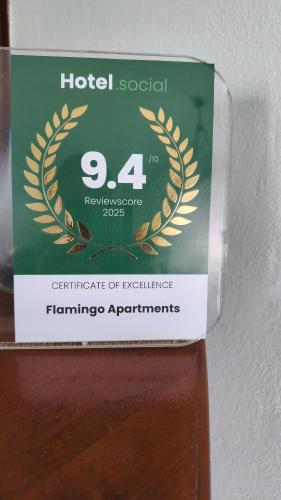 Hotel.social
9.4 /10
Reviewscore
2025
CERTIFICATE OF EXCELLENCE
Flamingo Apartments